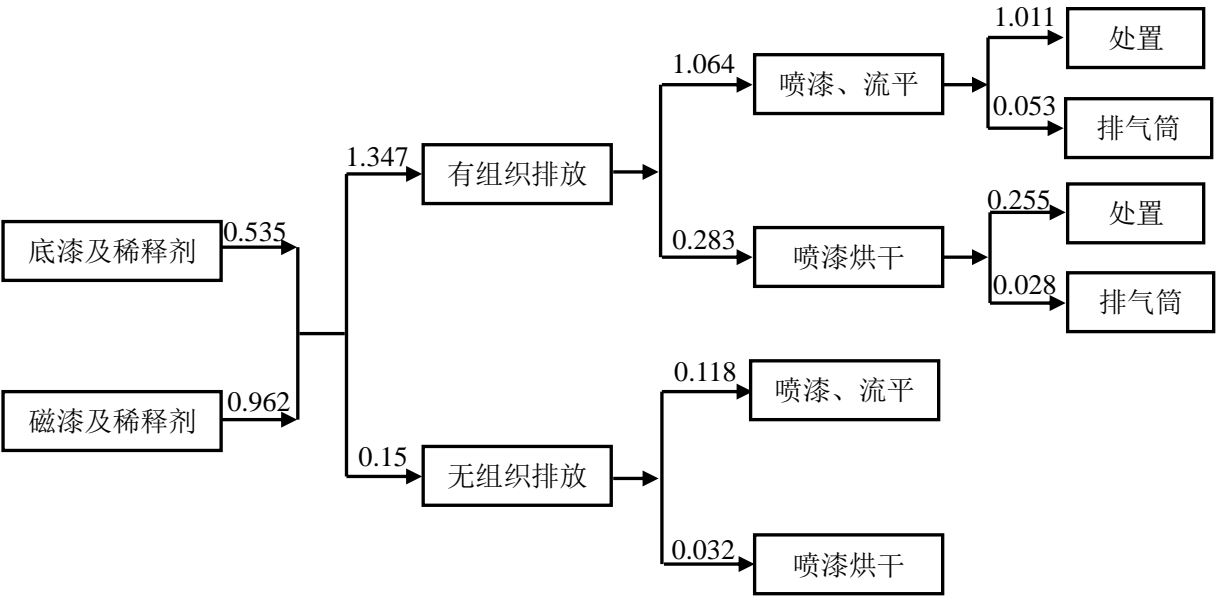 1.011
处置
1.064
喷漆、流平
0.053
排气筒
1.347
有组织排放
0.255
处置
0.535
底漆及稀释剂
0.283
喷漆烘干
0.028
排气筒
0.118
喷漆、流平
0.962
磁漆及稀释剂
0.15
无组织排放
0.032
喷漆烘干